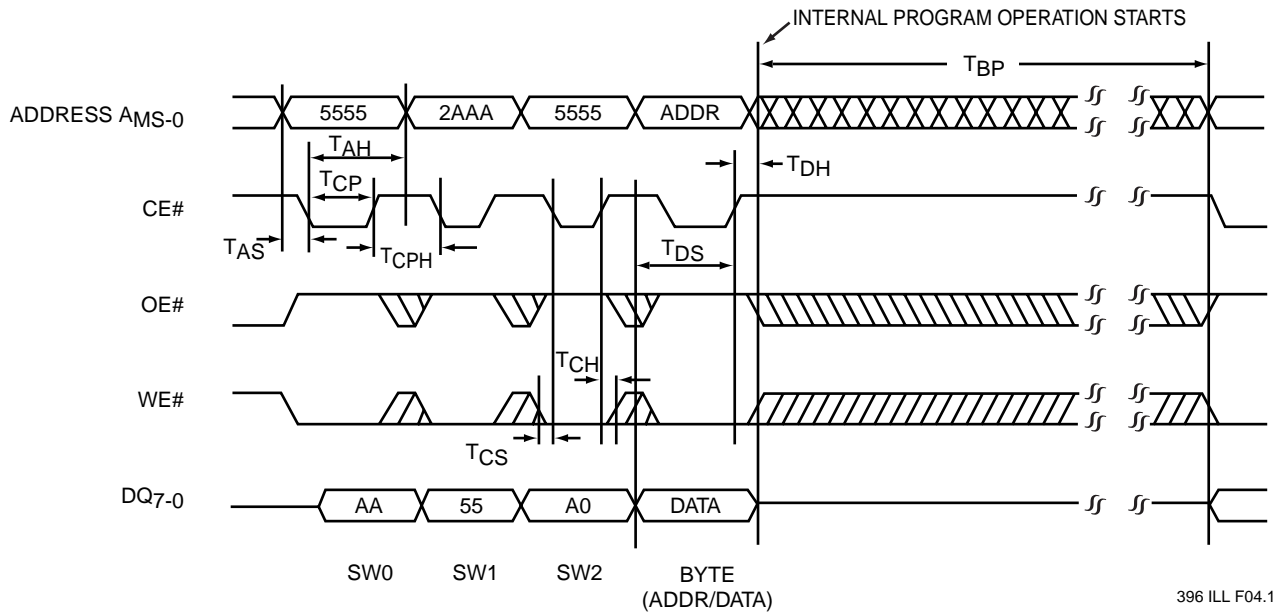 INTERNAL PROGRAM OPERATION STARTS
TBP
ADDRESS AMS-0
5555
2AAA
5555
ADDR
TAH
TDH
TCP
CE#
TAS
TCPH
TDS
OE#
TCH
WE#
TCS
DQ7-0
AA
55
A0
DATA
SW0
SW1
SW2
BYTE
(ADDR/DATA)
396 ILL F04.1